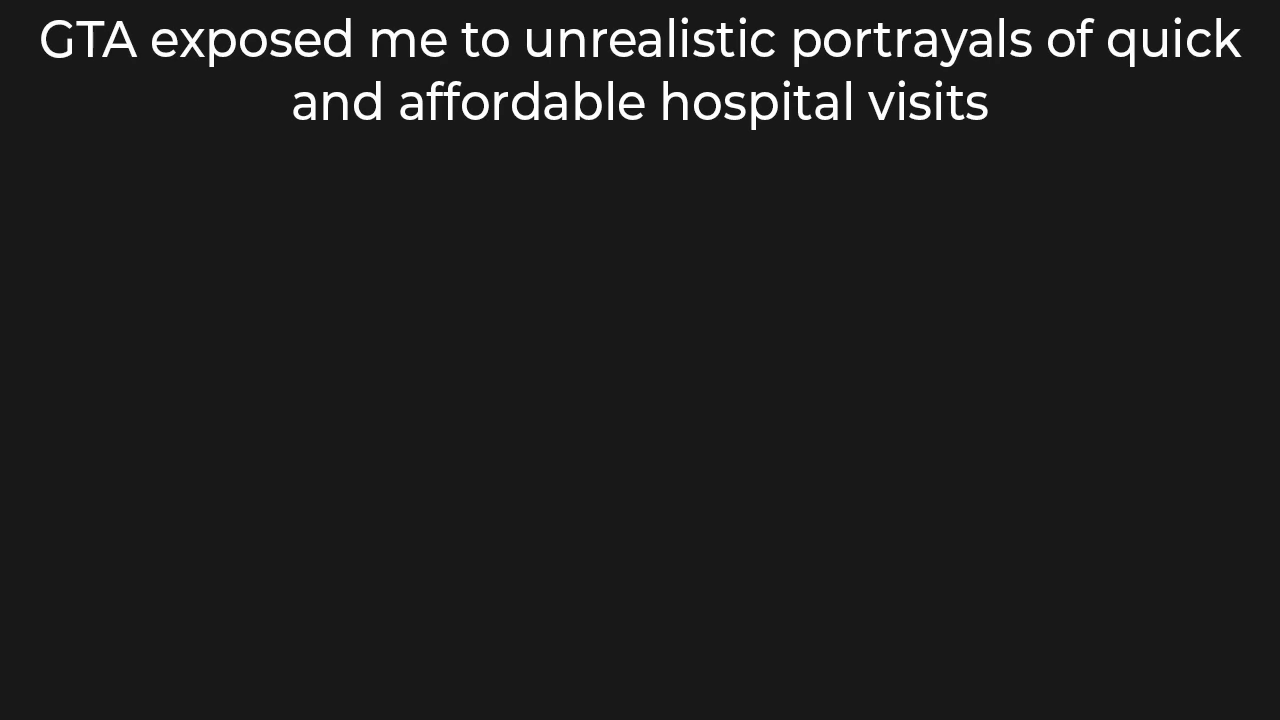 GTA exposed me to unrealistic portrayals of quick
and affordable hospital visits